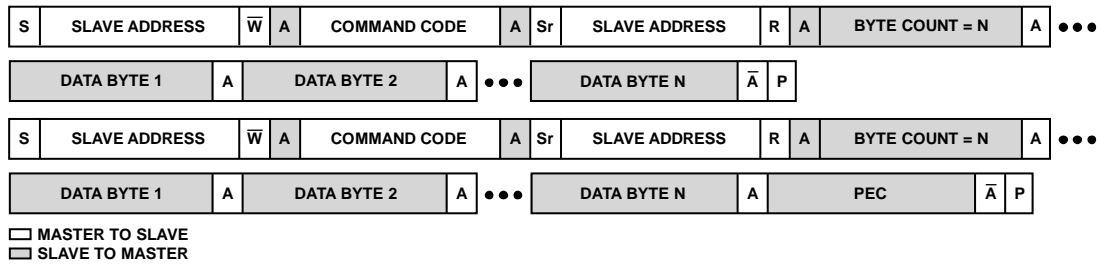 S SLAVE ADDRESS W̅ A COMMAND CODE A Sr SLAVE ADDRESS R A BYTE COUNT = N A •••
DATA BYTE 1 A DATA BYTE 2 A ••• DATA BYTE N A̅ P
S SLAVE ADDRESS W̅ A COMMAND CODE A Sr SLAVE ADDRESS R A BYTE COUNT = N A •••
DATA BYTE 1 A DATA BYTE 2 A ••• DATA BYTE N A PEC A̅ P
MASTER TO SLAVE
SLAVE TO MASTER